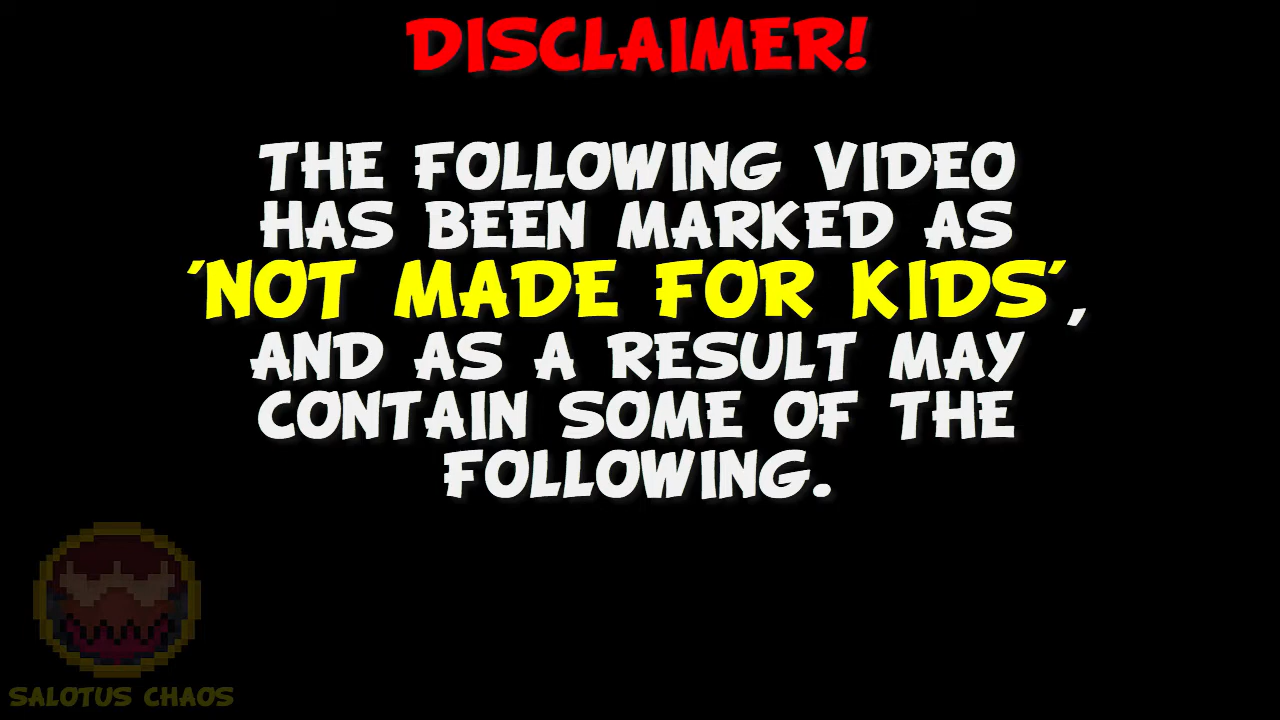 DISCLAIMER!
THE FOLLOWING VIDEO
HAS BEEN MARKED AS
'NOT MADE FOR KIDS',
AND AS A RESULT MAY
CONTAIN SOME OF THE
FOLLOWING.
SALOTUS CHAOS